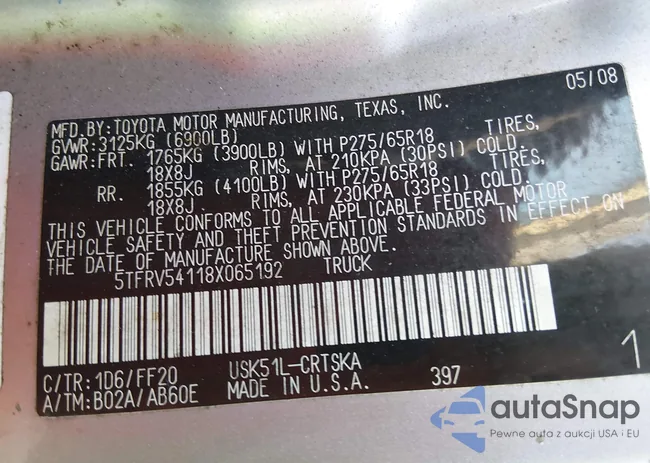 05/08
MFD.BY: TOYOTA MOTOR MANUFACTURING, TEXAS, INC.
GVWR: 3125KG (6900LB)
GAWR: FRT. 1765KG (3900LB) WITH P275/65R18 TIRES,
18X8J RIMS, AT 210KPA (30PSI) COLD.
RR. 1855KG (4100LB) WITH P275/65R18 TIRES,
18X8J RIMS, AT 230KPA (33PSI) COLD.
THIS VEHICLE CONFORMS TO ALL APPLICABLE FEDERAL MOTOR
VEHICLE SAFETY AND THEFT PREVENTION STANDARDS IN EFFECT ON
THE DATE OF MANUFACTURE SHOWN ABOVE.
5TFRV54118X065192 TRUCK
C/TR: 1D6/FF20 USK51L-CRTSKA
A/TM: B02A/AB60E MADE IN U.S.A. 397
1
autaSnap
Pewne auta z aukcji USA i EU